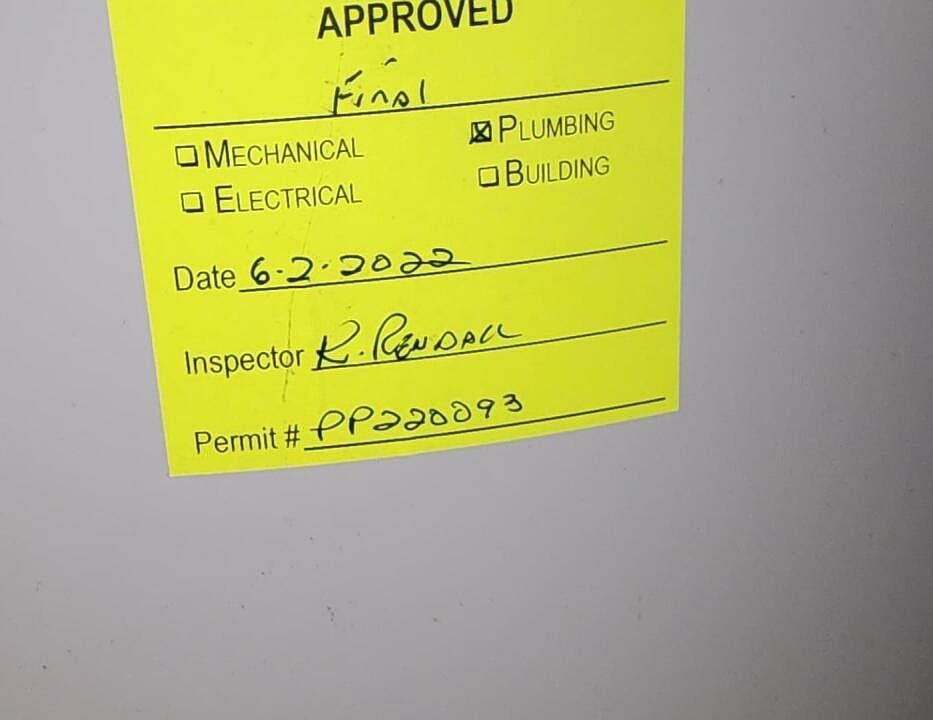 APPROVED
Final
☐ MECHANICAL ☒ PLUMBING
☐ ELECTRICAL ☐ BUILDING
Date 6-2-2022
Inspector R. RENDALL
Permit # PP220093